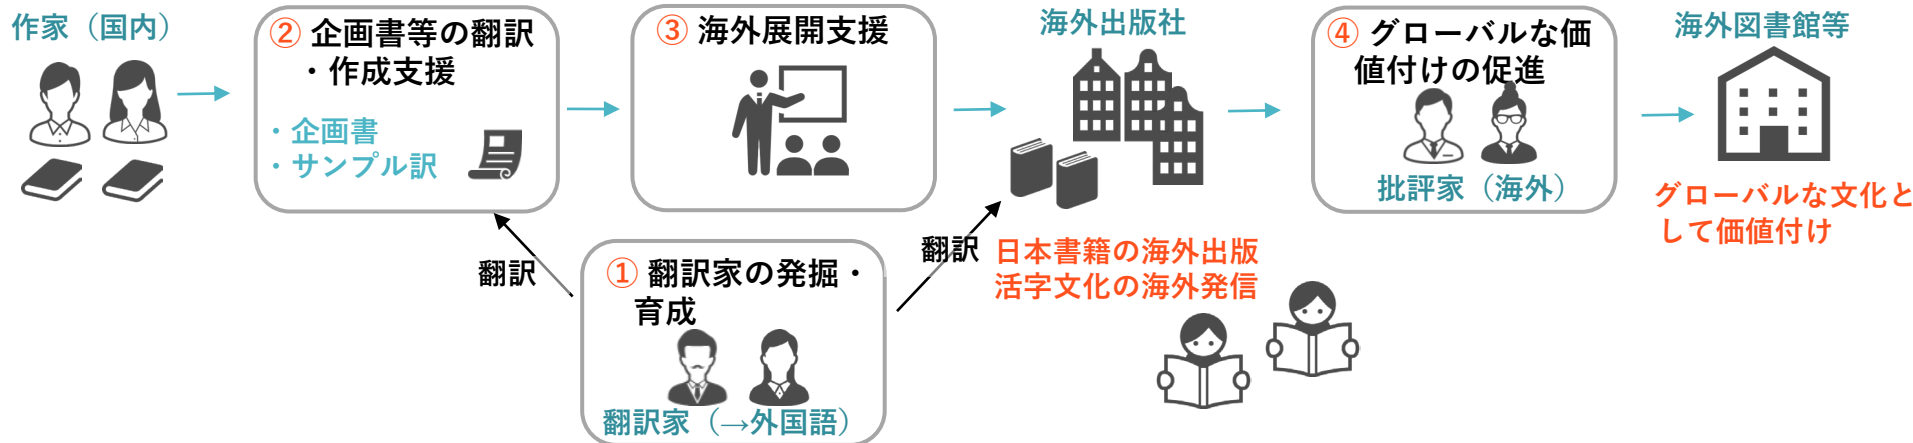 作家（国内）
② 企画書等の翻訳
・作成支援
・企画書
・サンプル訳
③ 海外展開支援
海外出版社
④ グローバルな価
値付けの促進
批評家（海外）
海外図書館等
グローバルな文化と
して価値付け
翻訳
翻訳
日本書籍の海外出版
活字文化の海外発信
① 翻訳家の発掘・
育成
翻訳家（→外国語）